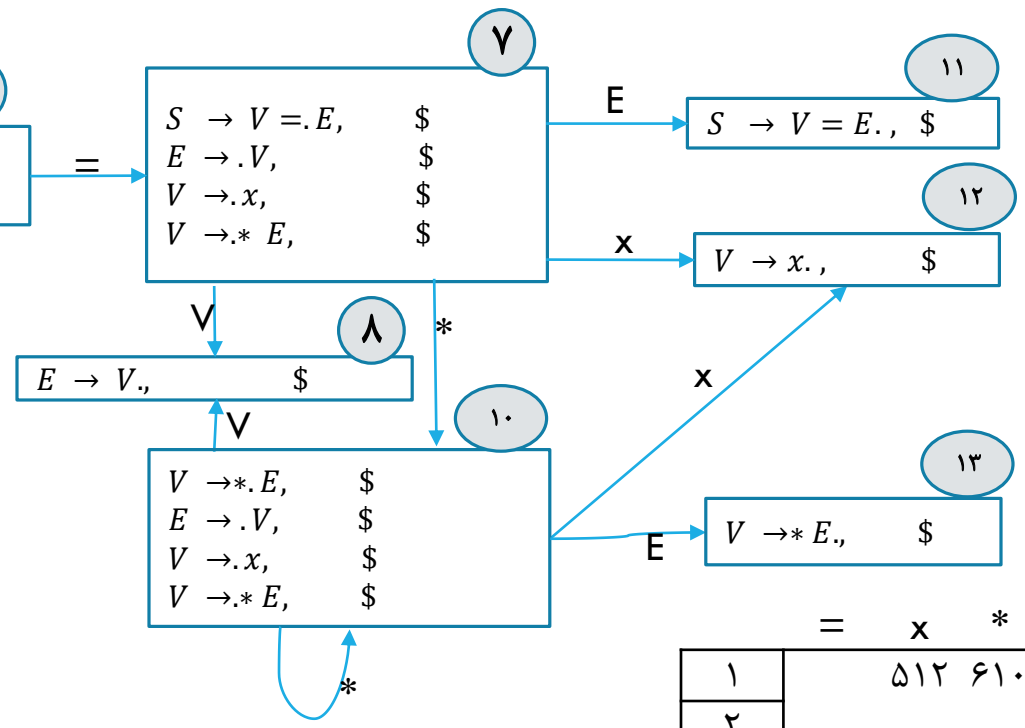 ۷
S → V =. E, $
E → . V, $
V →. x, $
V →.* E, $
=
E
۱۱
S → V = E. , $
x
۱۲
V → x. , $
V
*
۸
E → V., $
V
۱۰
V →*. E, $
E → . V, $
V →. x, $
V →.* E, $
*
x
E
۱۳
V →* E., $
= x *
۱ ۵۱۲ ۶۱۰
۲